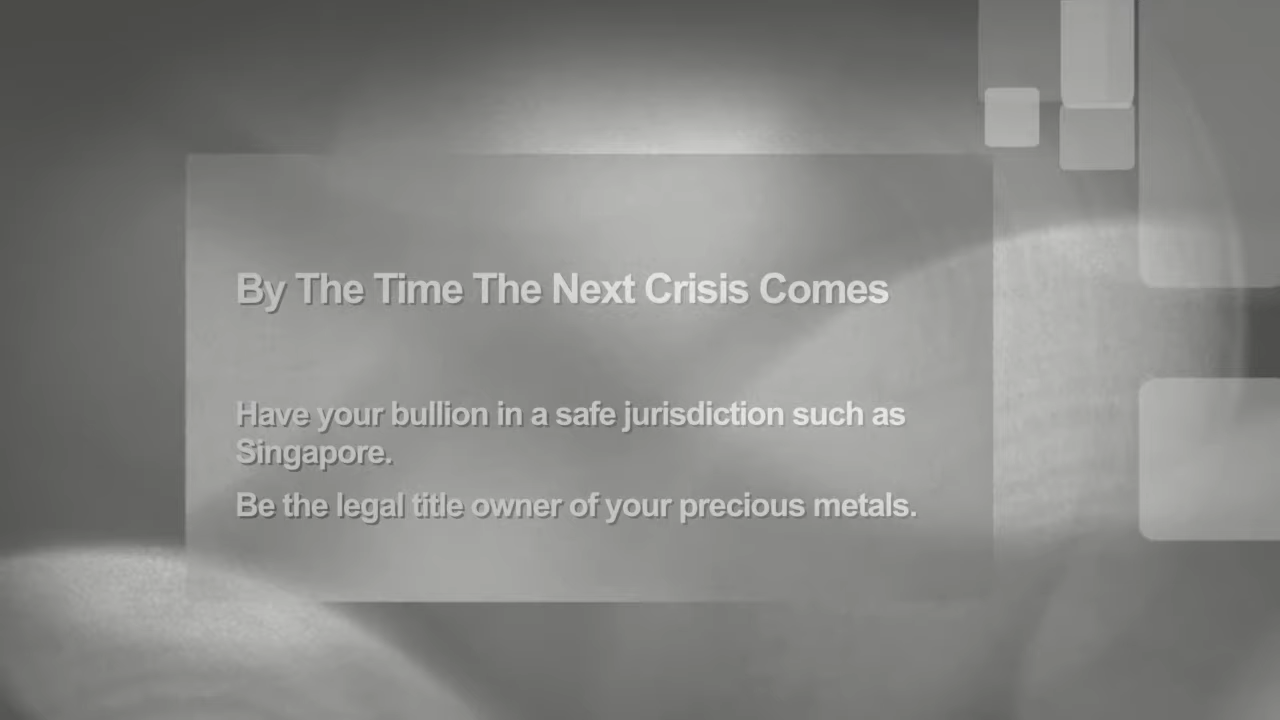 By The Time The Next Crisis Comes
Have your bullion in a safe jurisdiction such as
Singapore.
Be the legal title owner of your precious metals.